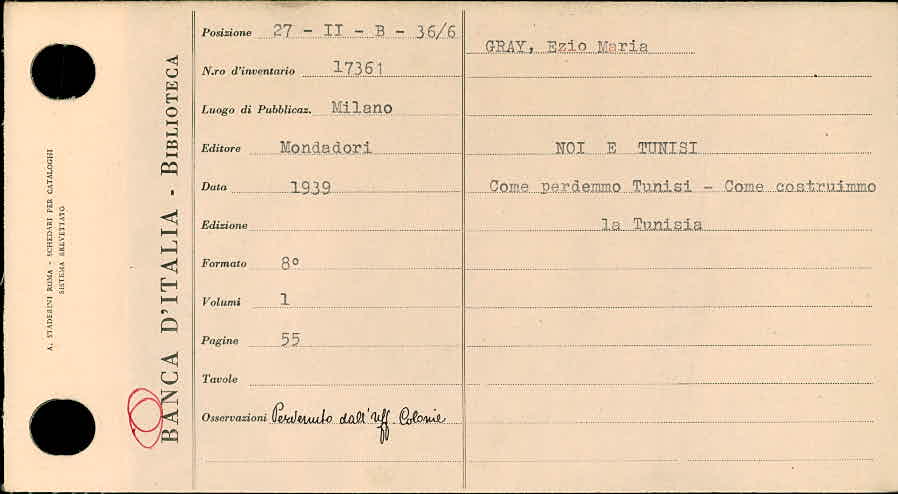 A. STADERINI ROMA - SCHEDARI PER CATALOGHI
SISTEMA BREVETTATO
BANCA D'ITALIA - BIBLIOTECA
Posizione 27 - II - B - 36/6
N.ro d'inventario 17361
Luogo di Pubblicaz. Milano
Editore Mondadori
Data 1939
Edizione
Formato 8°
Volumi 1
Pagine 55
Tavole
Osservazioni Pervenuto dall'Uff. Colonie
GRAY, Ezio Maria
NOI E TUNISI
Come perdemmo Tunisi - Come costruimmo
la Tunisia